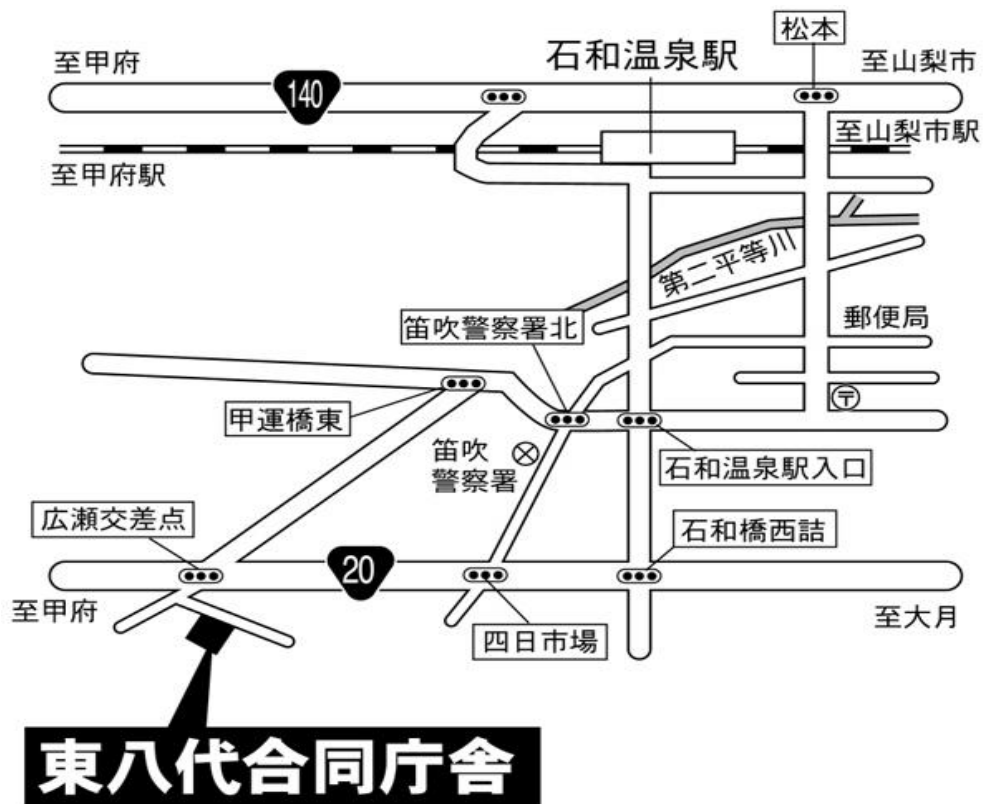 松本
石和温泉駅
至甲府
至山梨市
140
至山梨市駅
至甲府駅
第二平等川
笛吹警察署北
郵便局
甲運橋東
〒
笛吹
警察署
石和温泉駅入口
広瀬交差点
石和橋西詰
20
至甲府
至大月
四日市場
東八代合同庁舎